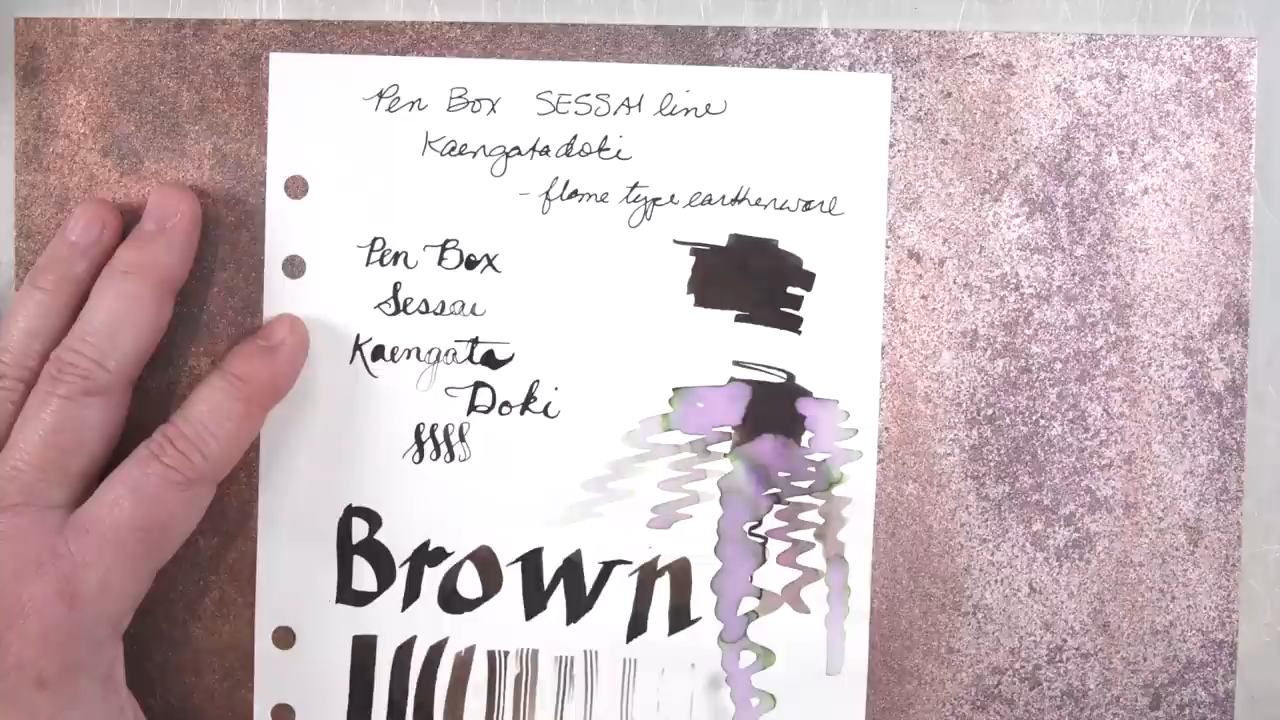 Pen Box SESSAI line
Kaengatadoki
- flame type earthenware
Pen Box
Sessai
Kaengata
Doki
Brown